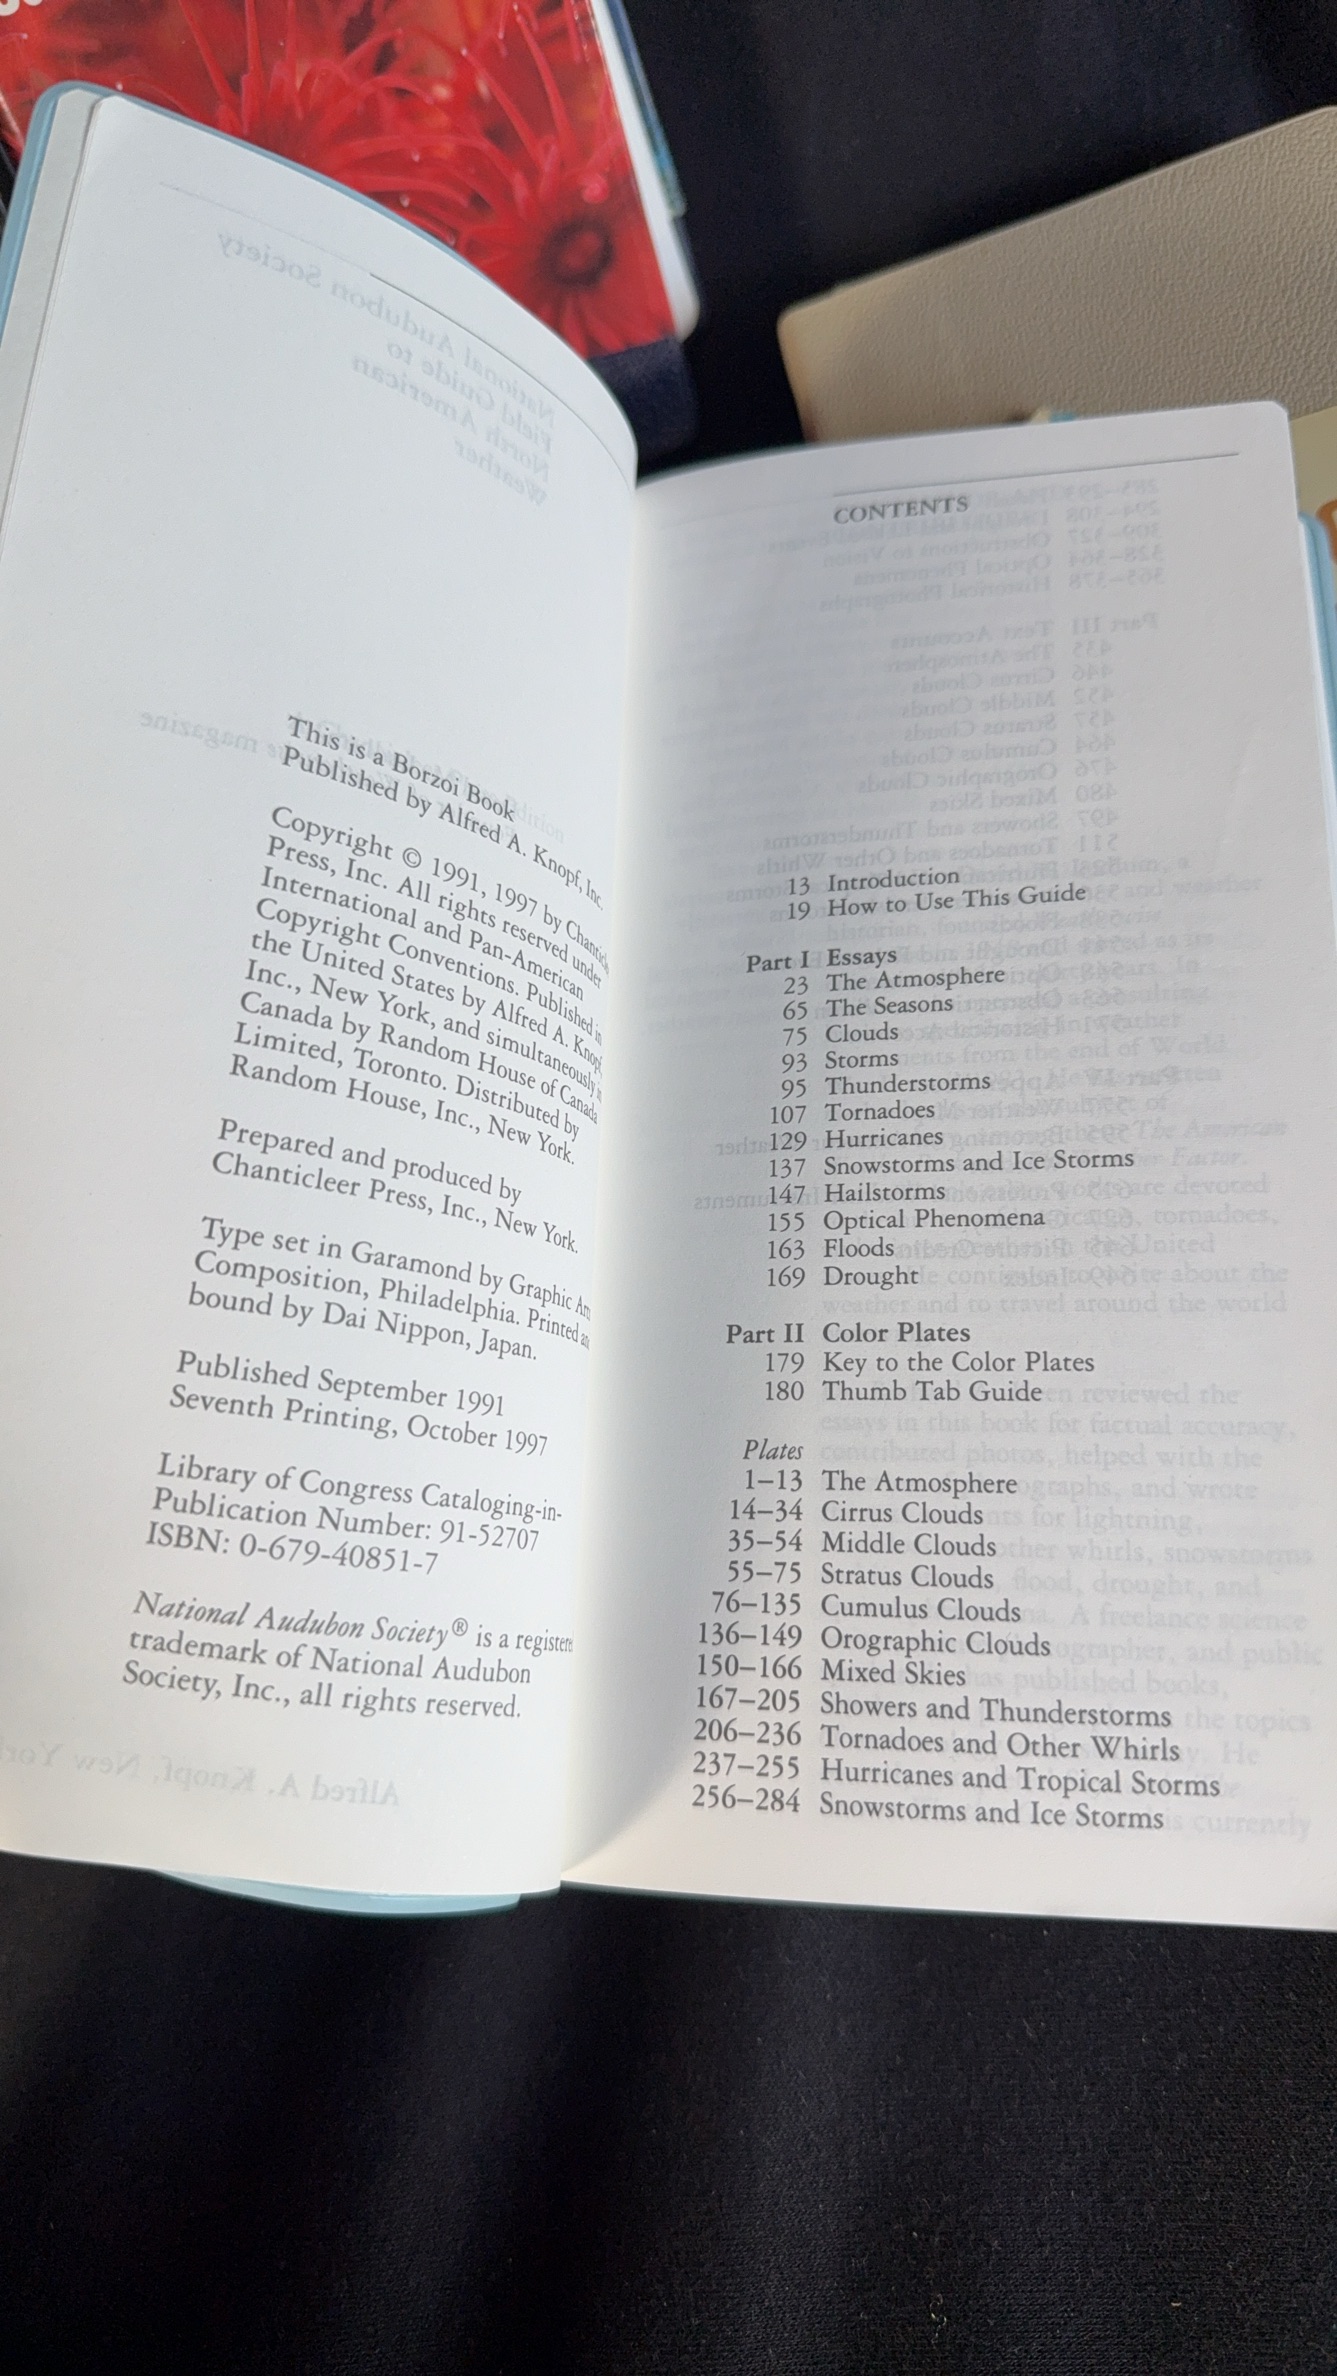 This is a Borzoi Book
Published by Alfred A. Knopf, Inc.
Copyright © 1991, 1997 by
Press, Inc. All rights reserved under
International and Pan-American
Copyright Conventions. Published in
the United States by Alfred A. Knopf,
Inc., New York, and simultaneously in
Canada by Random House of Canada
Limited, Toronto. Distributed by
Random House, Inc., New York.
Prepared and produced by
Chanticleer Press, Inc., New York.
Type set in Garamond by Graphic
Composition, Philadelphia. Printed
bound by Dai Nippon, Japan.
Published September 1991
Seventh Printing, October 1997
Library of Congress Cataloging-in-
Publication Number: 91-52707
ISBN: 0-679-40851-7
National Audubon Society® is a
trademark of National Audubon
Society, Inc., all rights reserved.
CONTENTS
13 Introduction
19 How to Use This Guide
Part I Essays
23 The Atmosphere
65 The Seasons
75 Clouds
93 Storms
95 Thunderstorms
107 Tornadoes
129 Hurricanes
137 Snowstorms and Ice Storms
147 Hailstorms
155 Optical Phenomena
163 Floods
169 Drought
Part II Color Plates
179 Key to the Color Plates
180 Thumb Tab Guide
Plates
1–13 The Atmosphere
14–34 Cirrus Clouds
35–54 Middle Clouds
55–75 Stratus Clouds
76–135 Cumulus Clouds
136–149 Orographic Clouds
150–166 Mixed Skies
167–205 Showers and Thunderstorms
206–236 Tornadoes and Other Whirls
237–255 Hurricanes and Tropical Storms
256–284 Snowstorms and Ice Storms